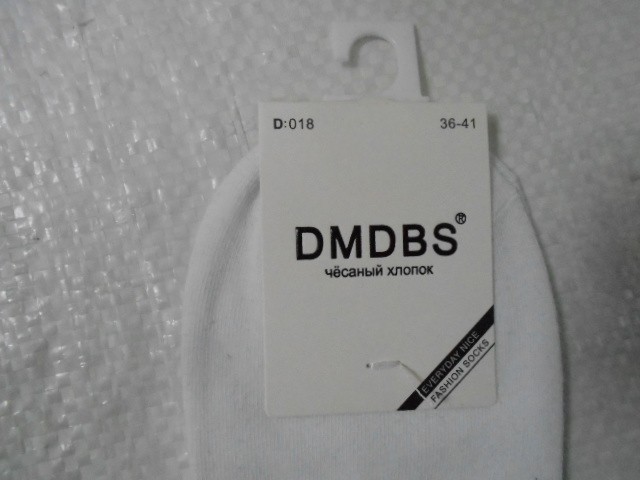 D:018 36-41
DMDBS®
чёсаный хлопок
EVERYDAY NICE
FASHION SOCKS